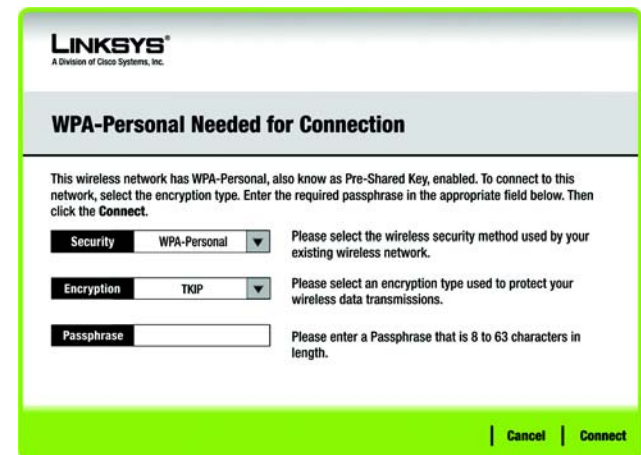 LINKSYS®
A Division of Cisco Systems, Inc.
WPA-Personal Needed for Connection
This wireless network has WPA-Personal, also know as Pre-Shared Key, enabled. To connect to this
network, select the encryption type. Enter the required passphrase in the appropriate field below. Then
click the Connect.
Security WPA-Personal Please select the wireless security method used by your
existing wireless network.
Encryption TKIP Please select an encryption type used to protect your
wireless data transmissions.
Passphrase Please enter a Passphrase that is 8 to 63 characters in
length.
Cancel Connect